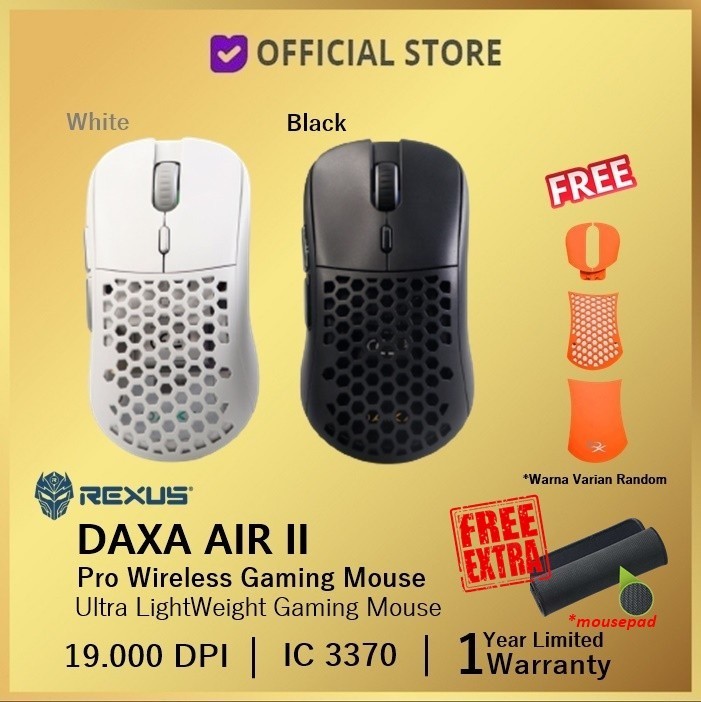 OFFICIAL STORE
White
Black
FREE
*Warna Varian Random
REXUS®
DAXA AIR II
Pro Wireless Gaming Mouse
Ultra LightWeight Gaming Mouse
FREE
EXTRA
*mousepad
19.000 DPI | IC 3370 |
1 Year Limited
Warranty